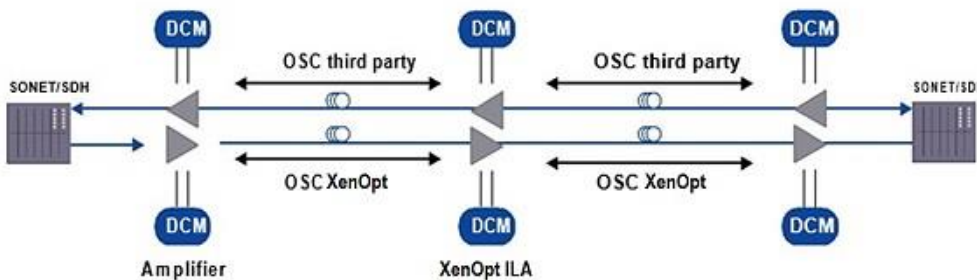 DCM DCM DCM
OSC third party OSC third party
SONET/SDH SONET/SD
OSC XenOpt OSC XenOpt
DCM DCM DCM
Amplifier XenOpt ILA